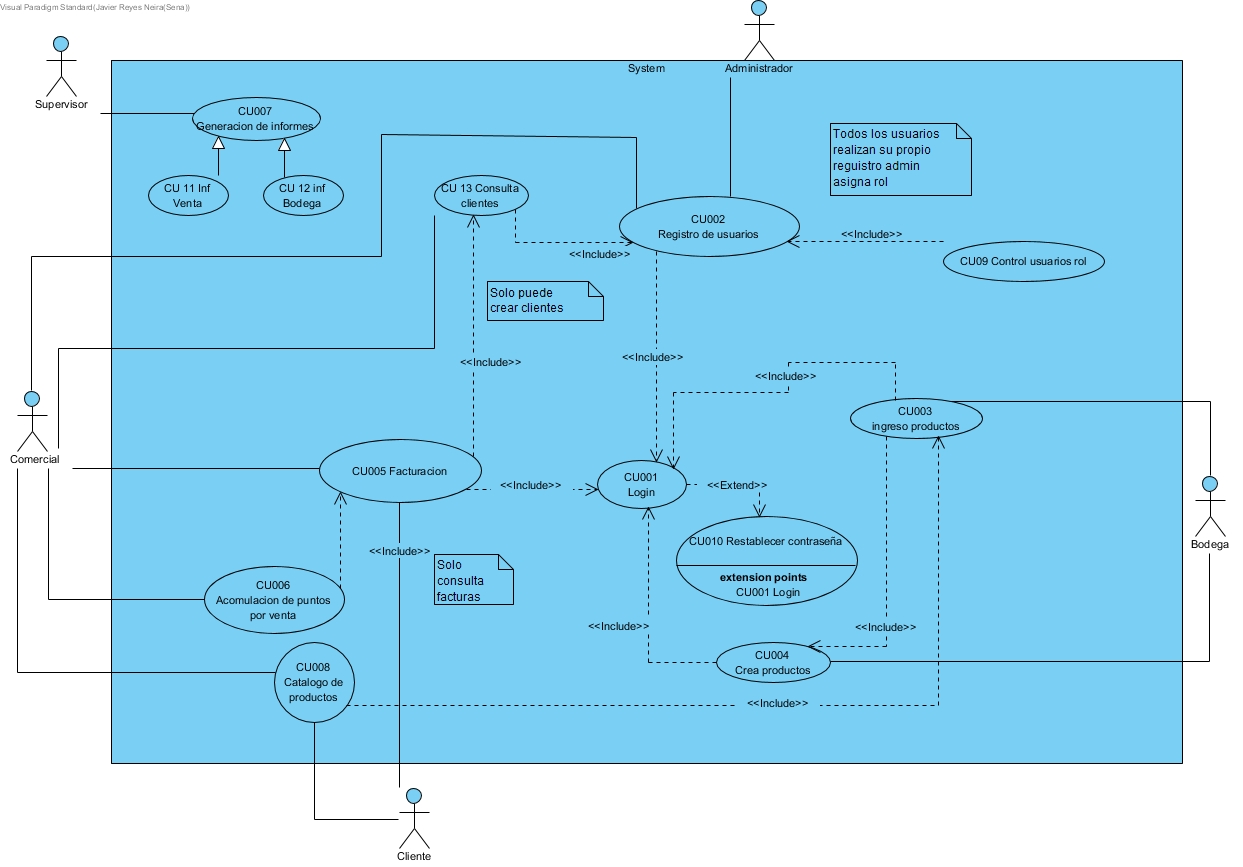 Visual Paradigm Standard(Javier Reyes Neira(Sena))
System
Administrador
Supervisor
CU007
Generacion de informes
CU 11 Inf
Venta
CU 12 inf
Bodega
CU 13 Consulta
clientes
Todos los usuarios
realizan su propio
reguistro admin
asigna rol
CU002
Registro de usuarios
<<Include>>
<<Include>>
CU09 Control usuarios rol
Solo puede
crear clientes
<<Include>>
<<Include>>
<<Include>>
CU003
ingreso productos
Comercial
CU005 Facturacion
<<Include>>
CU001
Login
<<Extend>>
Bodega
CU010 Restablecer contraseña
extension points
CU001 Login
<<Include>>
Solo
consulta
facturas
CU006
Acomulacion de puntos
por venta
<<Include>>
<<Include>>
CU004
Crea productos
CU008
Catalogo de
productos
<<Include>>
Cliente